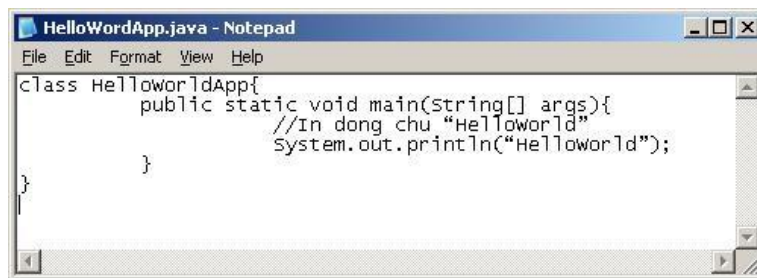 HelloWordApp.java - Notepad
File Edit Format View Help
class HelloWorldApp{
public static void main(String[] args){
//In dong chu “HelloWorld”
System.out.println(“HelloWorld”);
}
}